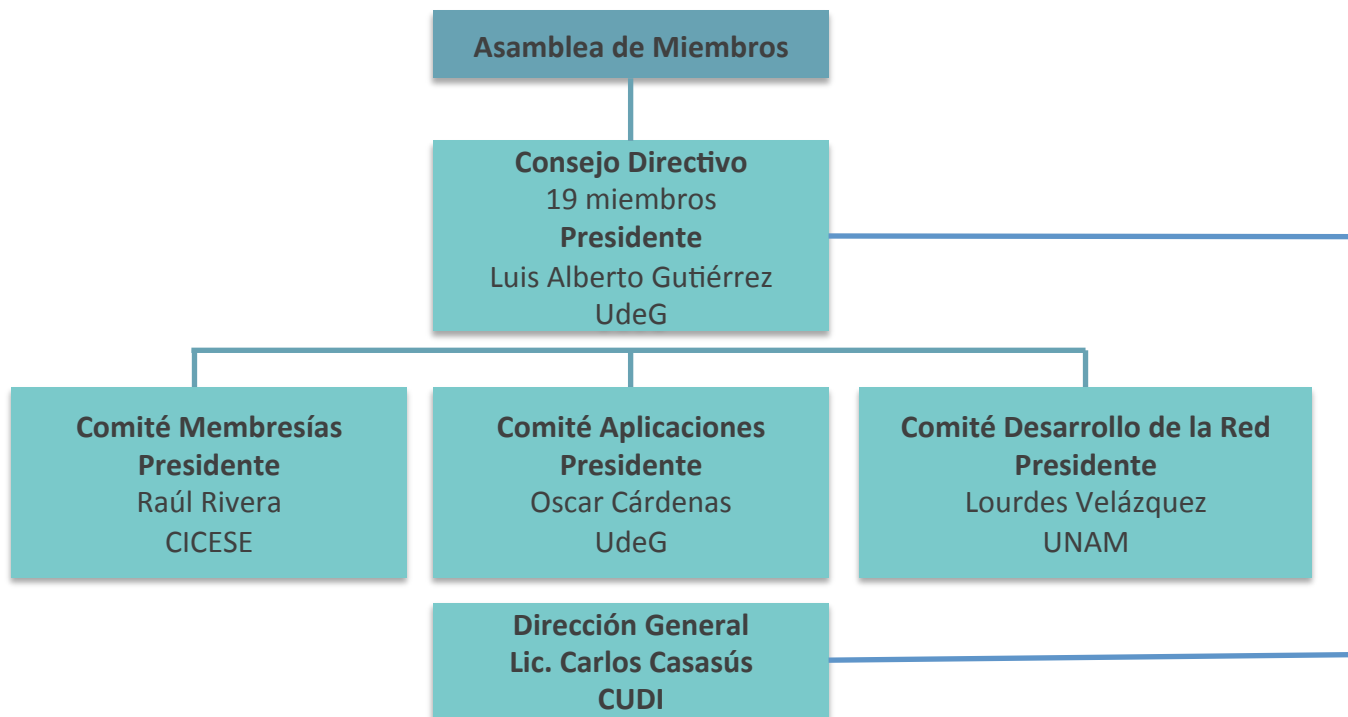 Asamblea de Miembros
Consejo Directivo
19 miembros
Presidente
Luis Alberto Gutiérrez
UdeG
Comité Membresías
Presidente
Raúl Rivera
CICESE
Comité Aplicaciones
Presidente
Oscar Cárdenas
UdeG
Comité Desarrollo de la Red
Presidente
Lourdes Velázquez
UNAM
Dirección General
Lic. Carlos Casasús
CUDI